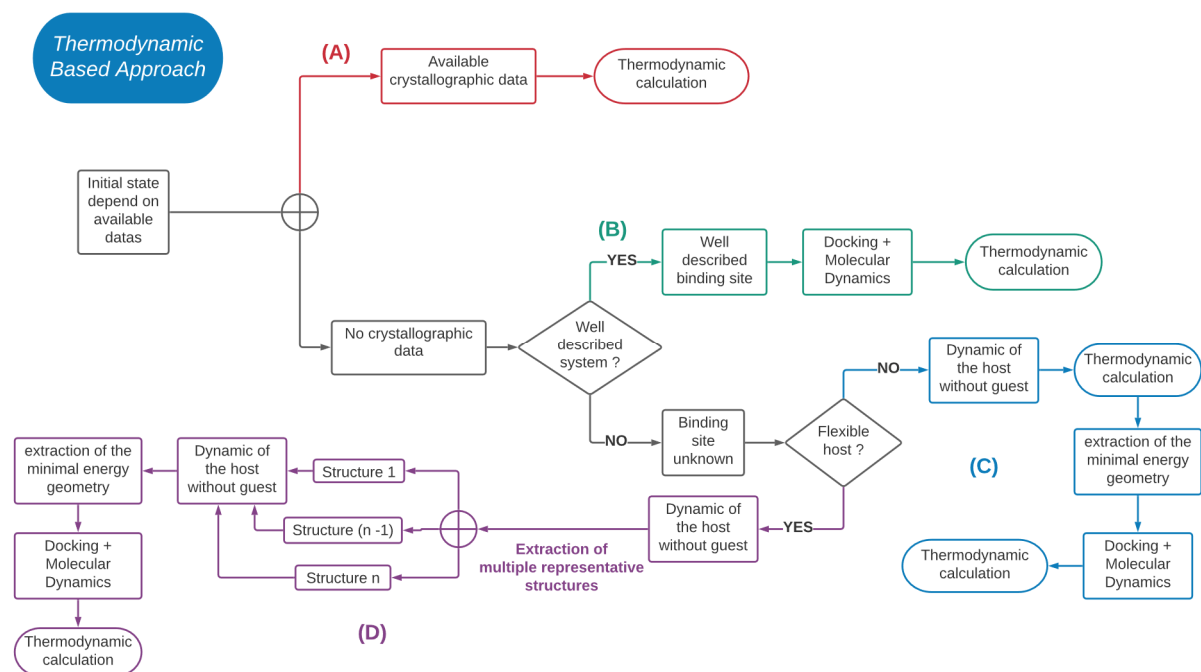 Thermodynamic
Based Approach
(A)
Available
crystallographic data
Thermodynamic
calculation
Initial state
depend on
available
datas
(B)
YES
Well
described
binding site
Docking +
Molecular
Dynamics
Thermodynamic
calculation
No crystallographic
data
Well
described
system ?
NO
Binding
site
unknown
Flexible
host ?
NO
Dynamic of
the host
without guest
Thermodynamic
calculation
(C)
extraction of the
minimal energy
geometry
Docking +
Molecular
Dynamics
Thermodynamic
calculation
YES
Dynamic of
the host
without guest
Extraction of
multiple representative
structures
Structure 1
Structure (n -1)
Structure n
Dynamic of
the host
without guest
extraction of the
minimal energy
geometry
Docking +
Molecular
Dynamics
Thermodynamic
calculation
(D)